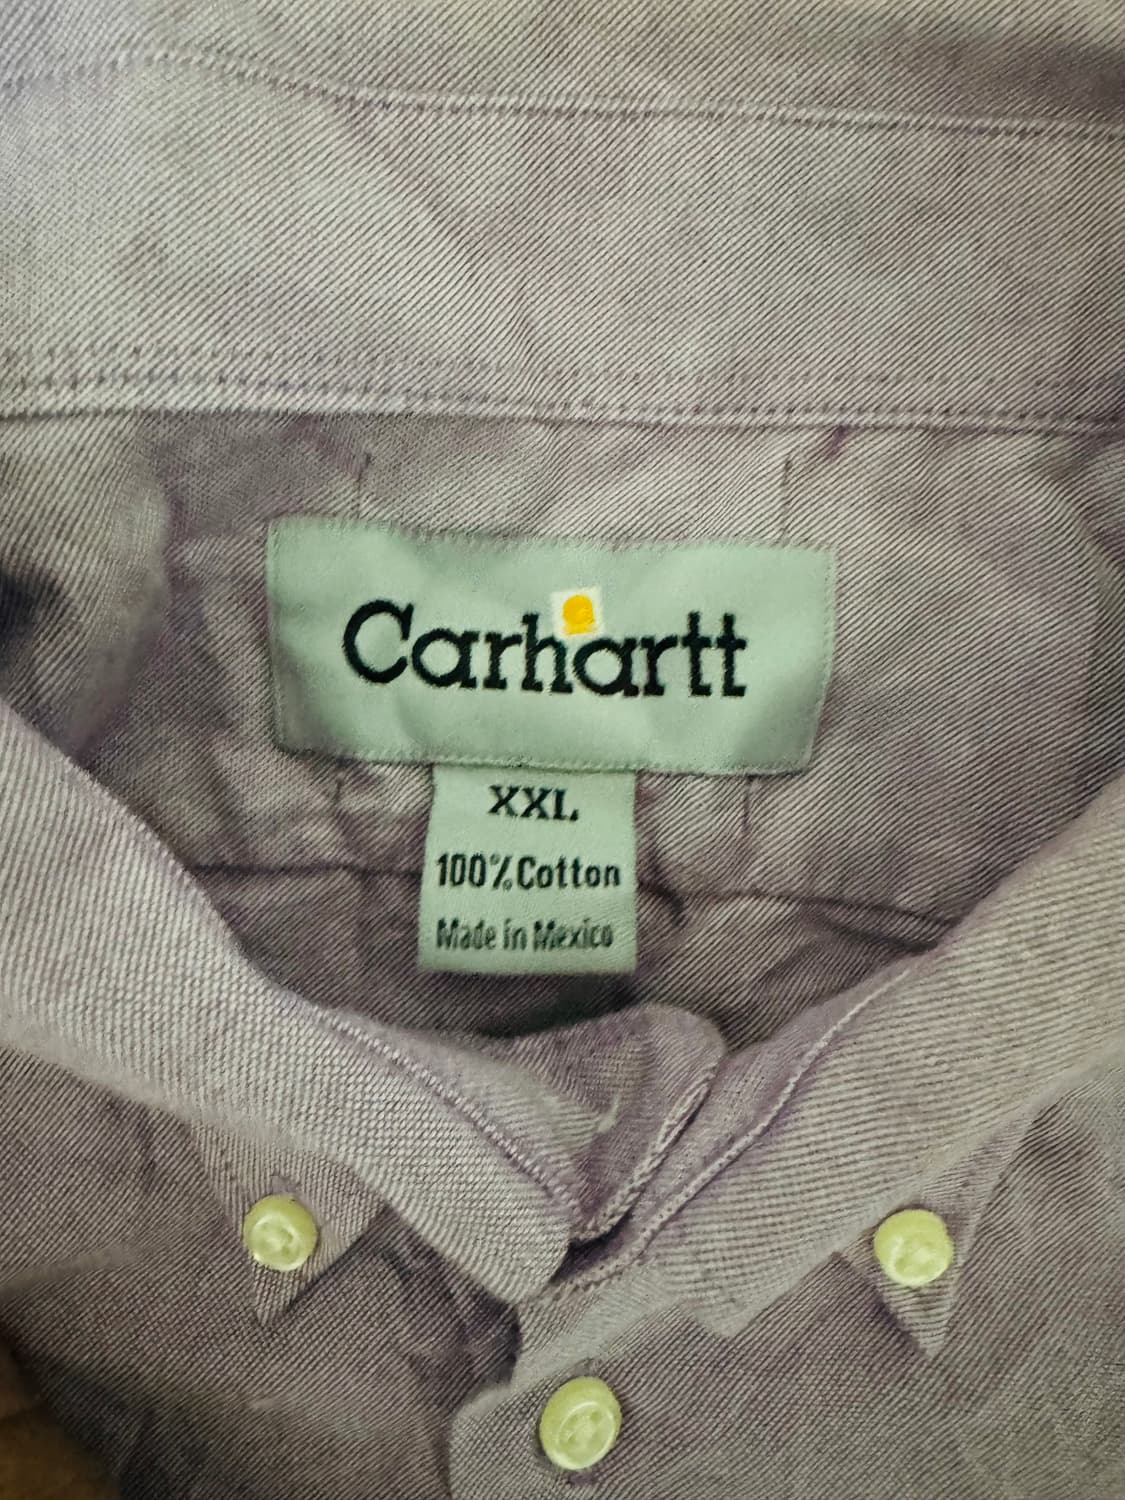 Carhartt
XXL
100% Cotton
Made in Mexico